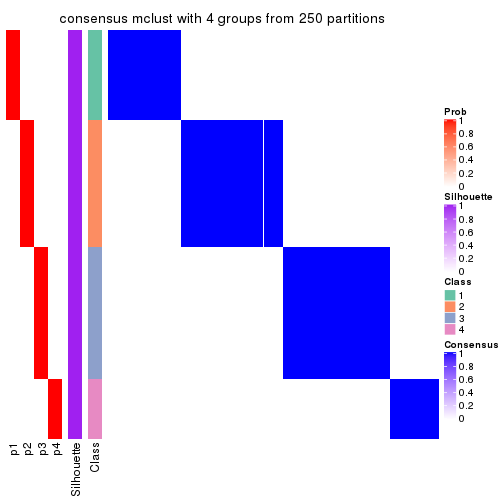 consensus mclust with 4 groups from 250 partitions
Prob
1
0.8
0.6
0.4
0.2
0
Silhouette
1
0.8
0.6
0.4
0.2
0
Class
1
2
3
4
Consensus
1
0.8
0.6
0.4
0.2
0
p1
p2
p3
p4
Silhouette
Class